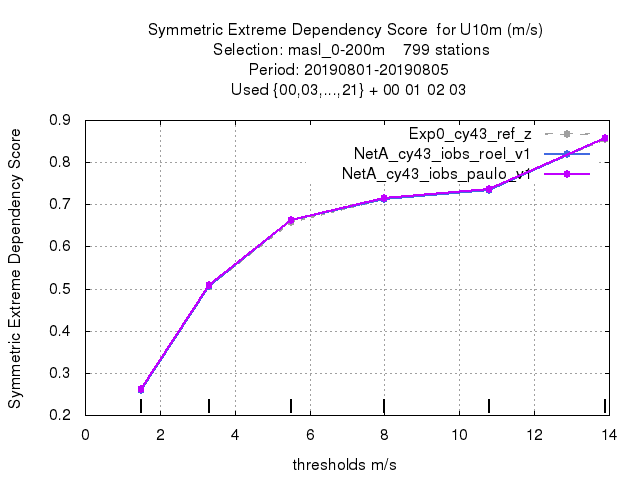 Symmetric Extreme Dependency Score  for U10m (m/s)
Selection: masl_0-200m    799 stations
Period: 20190801-20190805
Used {00,03,...,21} + 00 01 02 03
Symmetric Extreme Dependency Score
0.9
0.8
0.7
0.6
0.5
0.4
0.3
0.2
Exp0_cy43_ref_z
NetA_cy43_iobs_roel_v1
NetA_cy43_iobs_paulo_v1
0 2 4 6 8 10 12 14
thresholds m/s